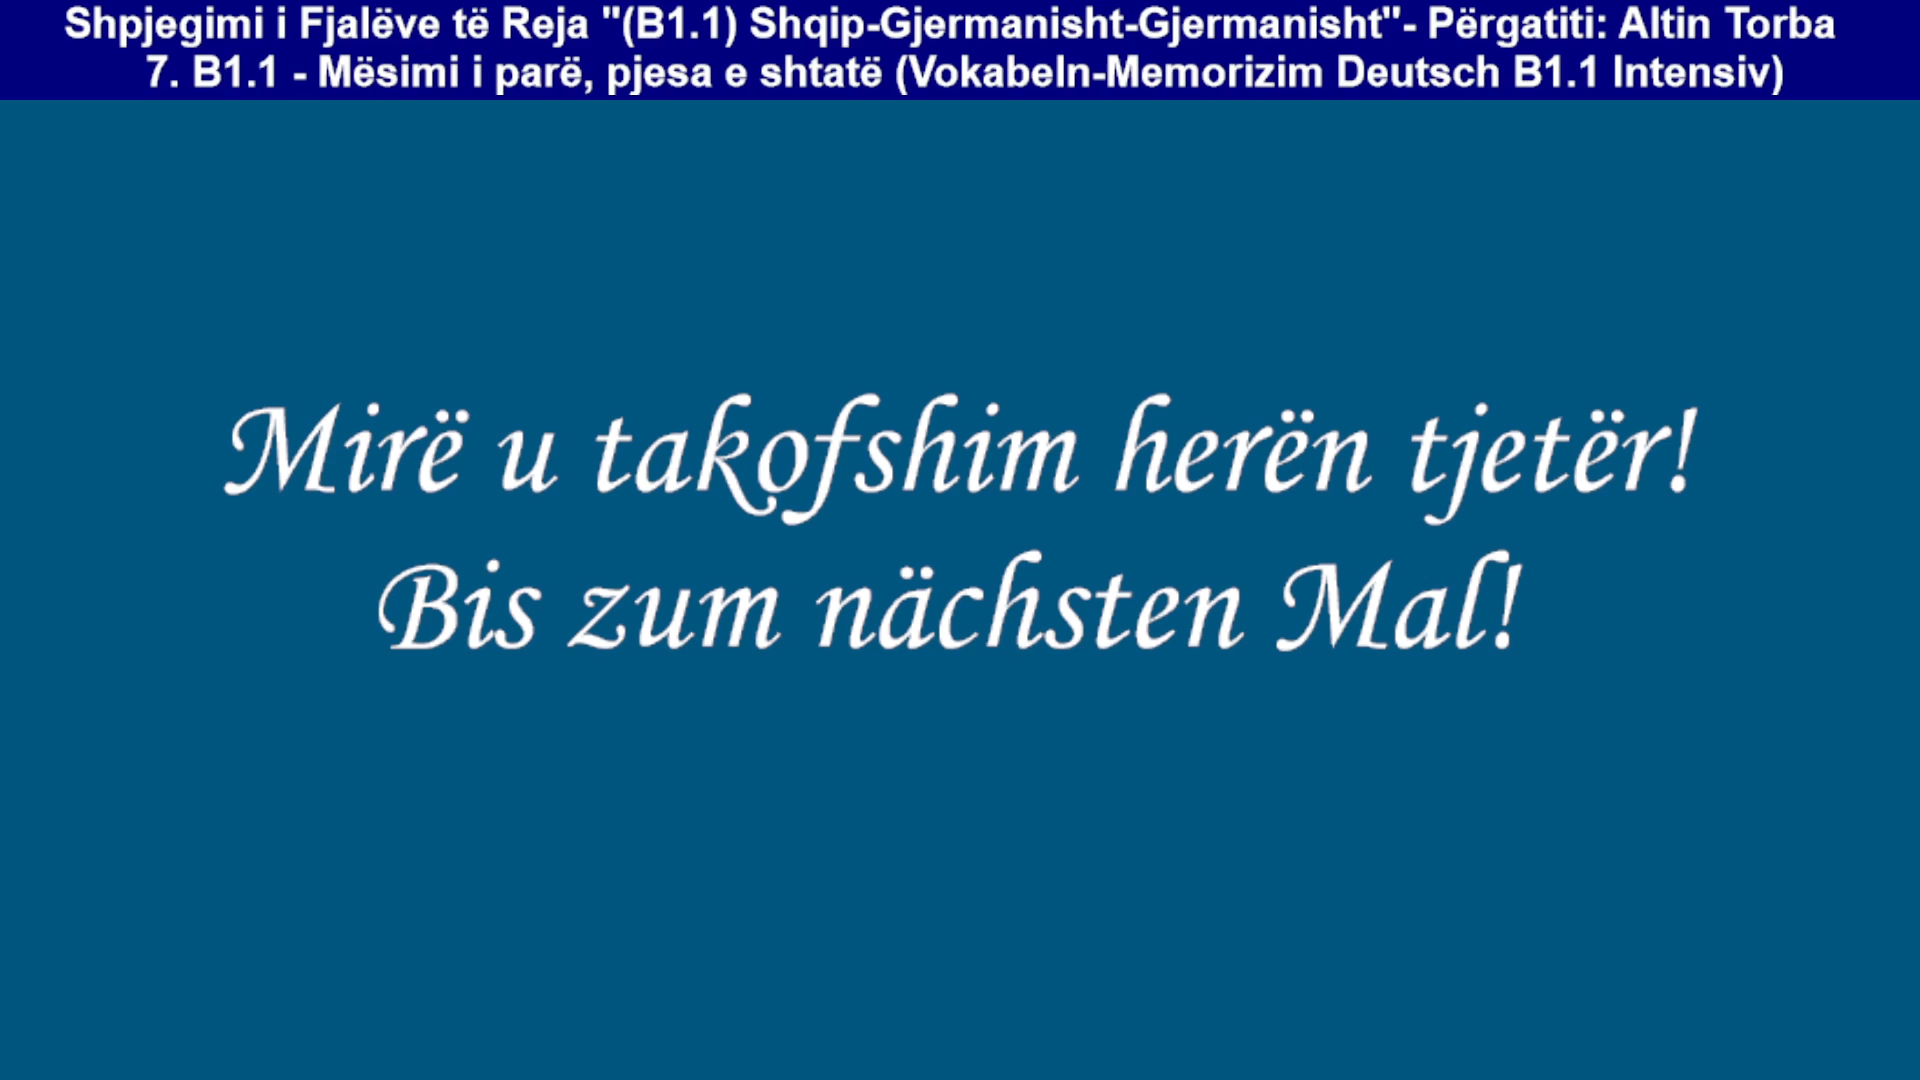 Shpjegimi i Fjalëve të Reja "(B1.1) Shqip-Gjermanisht-Gjermanisht"- Përgatiti: Altin Torba
7. B1.1 - Mësimi i parë, pjesa e shtatë (Vokabeln-Memorizim Deutsch B1.1 Intensiv)
Mirë u takofshim herën tjetër!
Bis zum nächsten Mal!